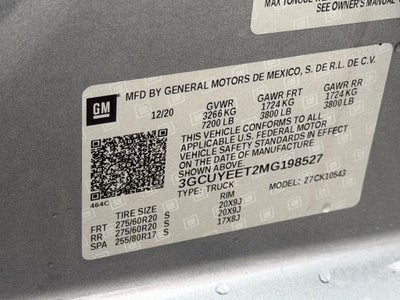 MAX TONGUE
OWNER'S MANUAL
GM
MFD BY GENERAL MOTORS DE MEXICO, S. DE R.L. DE C.V.
12/20 GVWR GAWR FRT GAWR RR
3266 KG 1724 KG 1724 KG
7200 LB 3800 LB 3800 LB
THIS VEHICLE CONFORMS TO ALL
APPLICABLE U.S. FEDERAL MOTOR VEHICLE
SAFETY STANDARDS IN EFFECT ON THE DATE OF
MANUFACTURE SHOWN ABOVE.
3GCUYEET2MG198527
TYPE: TRUCK MODEL: 27CK10543
464C
TIRE SIZE RIM
FRT 275/60R20 S 20X9J
RR 275/60R20 S 20X9J
SPA 255/80R17 S 17X8J